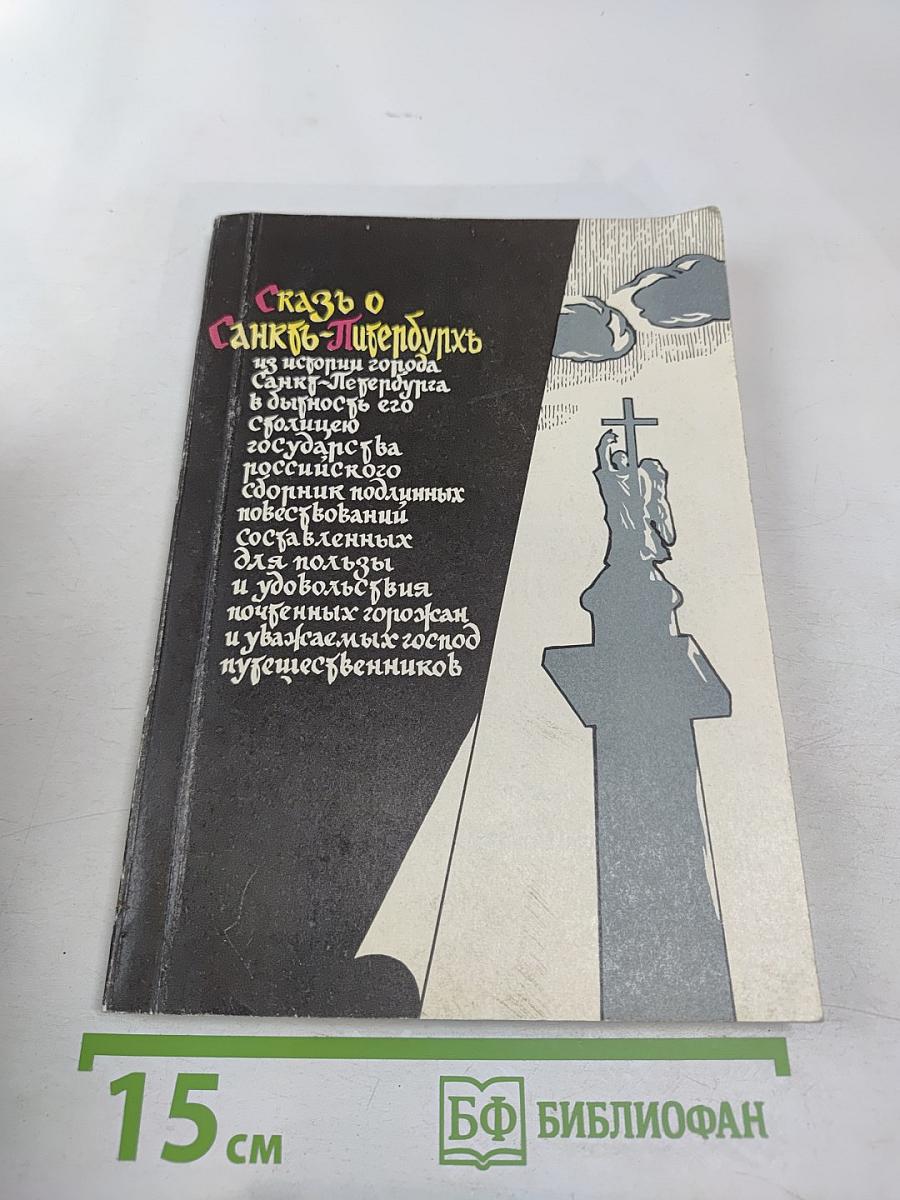 Сказъ о
Санктъ-Питербурхъ
из истории города
Санкт-Петербурга
в бытность его
столицею
государства
российского
сборник подлинных
повествований
составленных
для пользы
и удовольствия
почтенных горожан
и уважаемых господ
путешественников
15 см
БФ БИБЛИОФАН